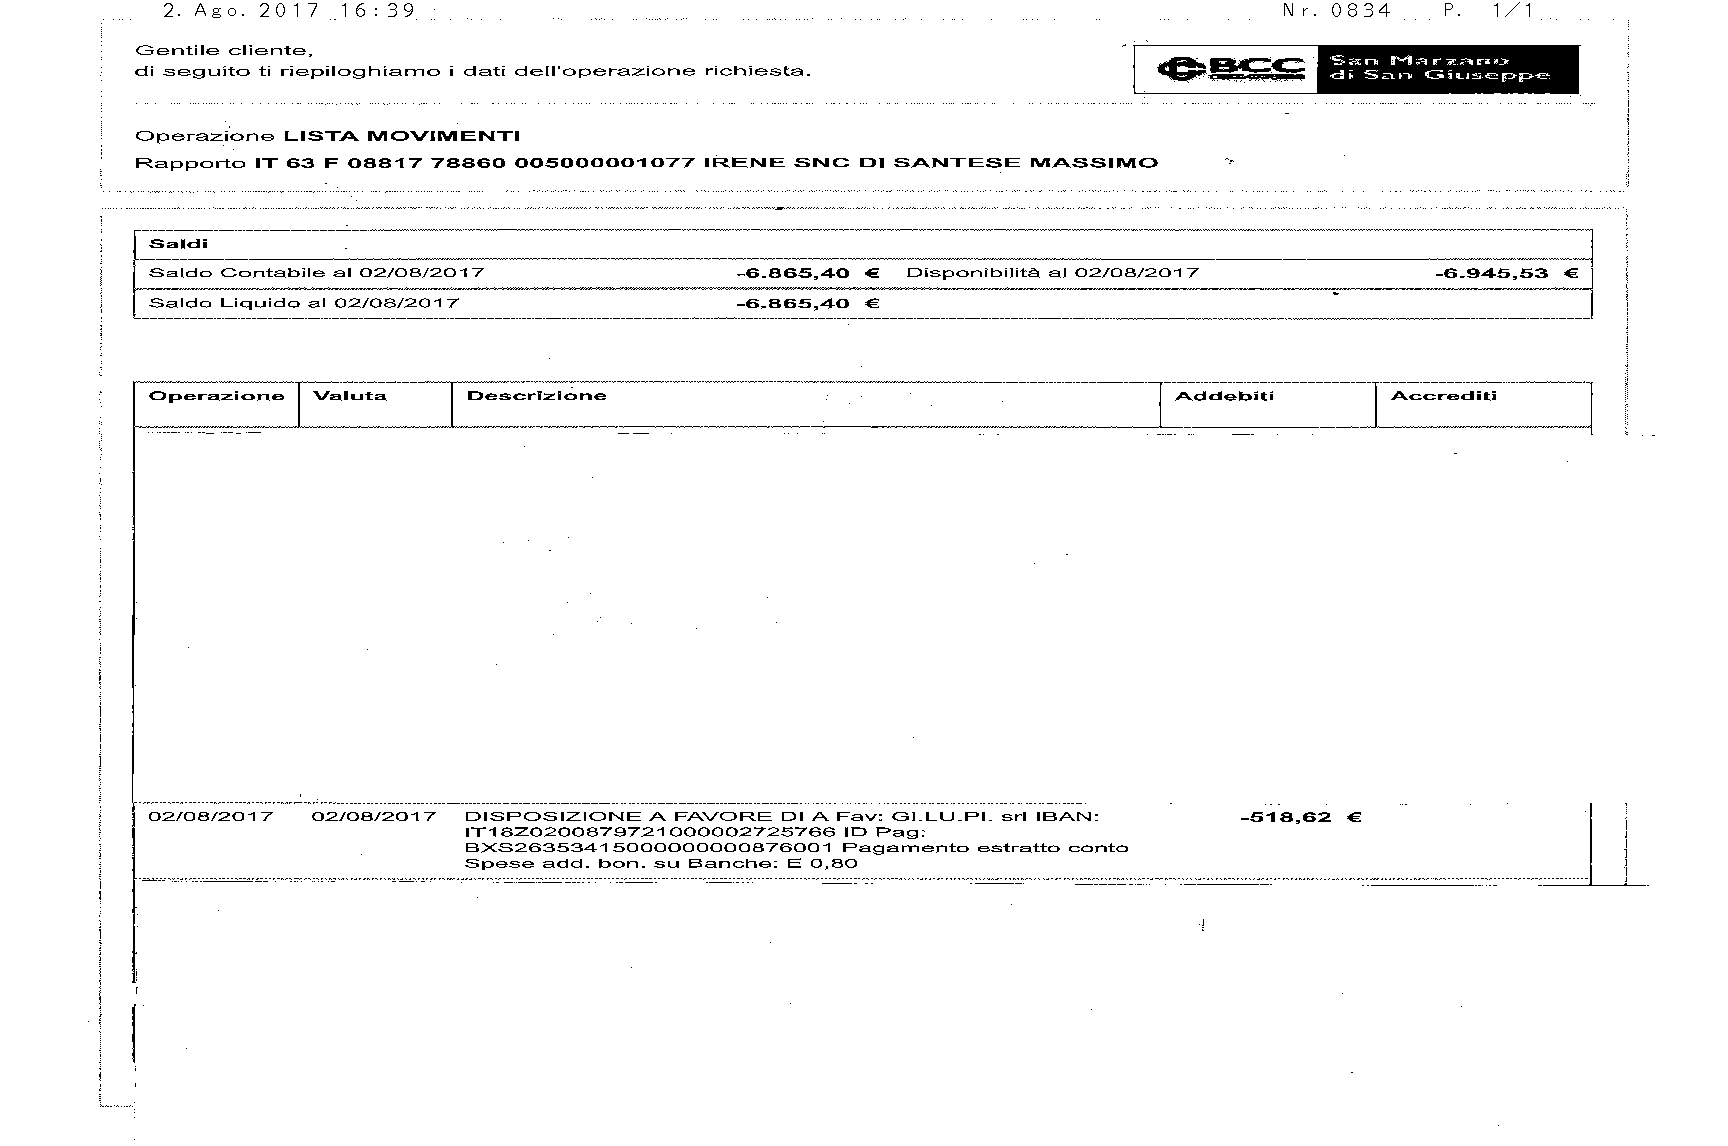 2. Ago. 2017 16:39 Nr. 0834 P. 1/1
Gentile cliente,
di seguito ti riepiloghiamo i dati dell'operazione richiesta.
BCC San Marzano
di San Giuseppe
Operazione LISTA MOVIMENTI
Rapporto IT 63 F 08817 78860 005000001077 IRENE SNC DI SANTESE MASSIMO
Saldi
Saldo Contabile al 02/08/2017 -6.865,40 € Disponibilità al 02/08/2017 -6.945,53 €
Saldo Liquido al 02/08/2017 -6.865,40 €
Operazione Valuta Descrizione Addebiti Accrediti
02/08/2017 02/08/2017 DISPOSIZIONE A FAVORE DI A Fav: GI.LU.PI. srl IBAN: -518,62 €
IT18Z0200879721000002725766 ID Pag:
BXS26353415000000000876001 Pagamento estratto conto
Spese add. bon. su Banche: E 0,80